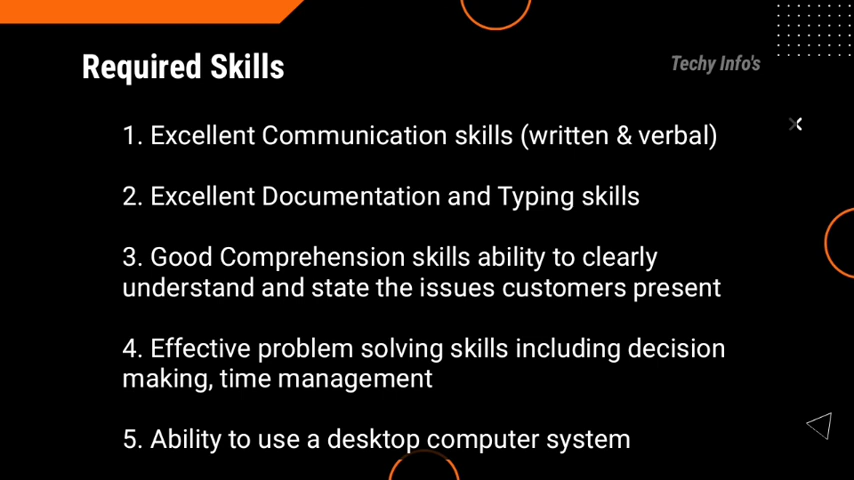 Required Skills
Techy Info's
1. Excellent Communication skills (written & verbal)
2. Excellent Documentation and Typing skills
3. Good Comprehension skills ability to clearly
understand and state the issues customers present
4. Effective problem solving skills including decision
making, time management
5. Ability to use a desktop computer system